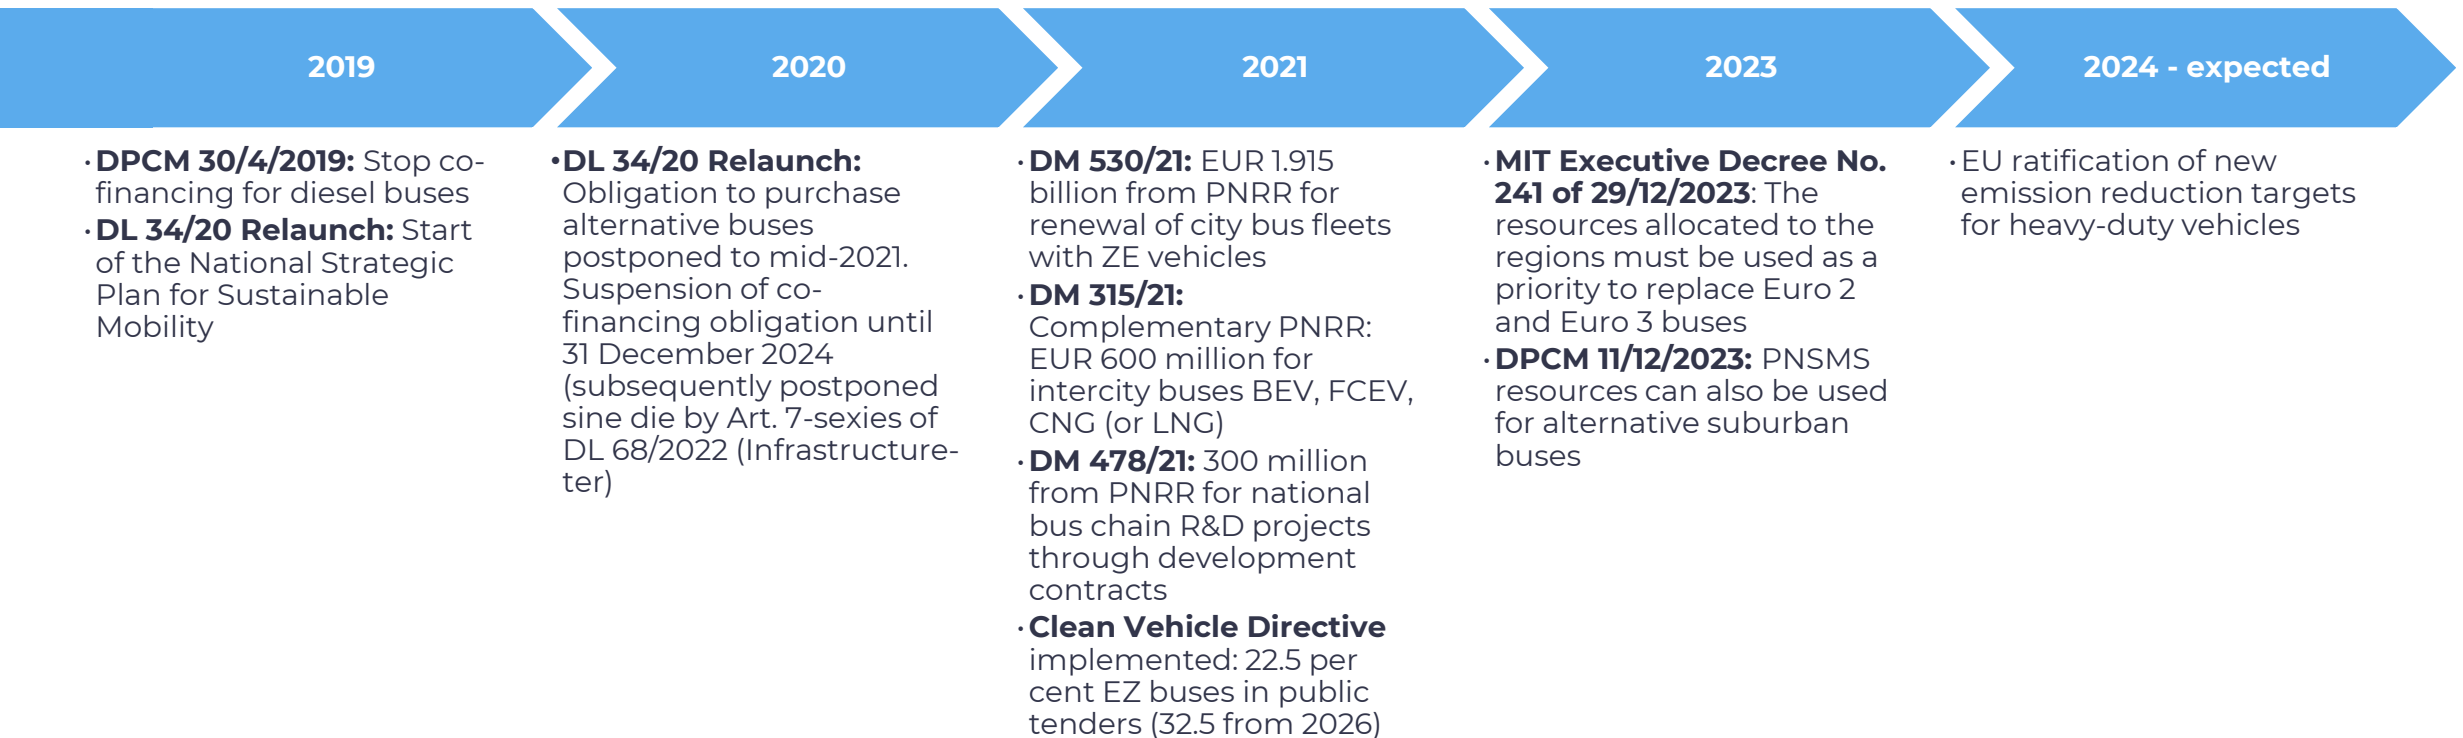 2019
· DPCM 30/4/2019: Stop co-
financing for diesel buses
· DL 34/20 Relaunch: Start
of the National Strategic
Plan for Sustainable
Mobility
2020
•DL 34/20 Relaunch:
Obligation to purchase
alternative buses
postponed to mid-2021.
Suspension of co-
financing obligation until
31 December 2024
(subsequently postponed
sine die by Art. 7-sexies of
DL 68/2022 (Infrastructure-
ter)
2021
· DM 530/21: EUR 1.915
billion from PNRR for
renewal of city bus fleets
with ZE vehicles
· DM 315/21:
Complementary PNRR:
EUR 600 million for
intercity buses BEV, FCEV,
CNG (or LNG)
· DM 478/21: 300 million
from PNRR for national
bus chain R&D projects
through development
contracts
· Clean Vehicle Directive
implemented: 22.5 per
cent EZ buses in public
tenders (32.5 from 2026)
2023
· MIT Executive Decree No.
241 of 29/12/2023: The
resources allocated to the
regions must be used as a
priority to replace Euro 2
and Euro 3 buses
· DPCM 11/12/2023: PNSMS
resources can also be used
for alternative suburban
buses
2024 - expected
· EU ratification of new
emission reduction targets
for heavy-duty vehicles